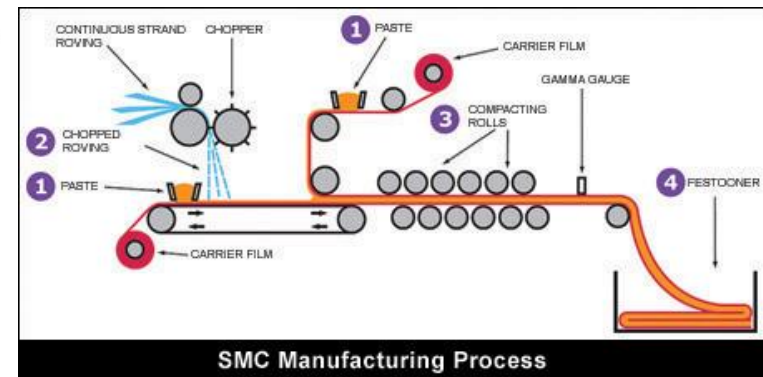 CONTINUOUS STRAND
ROVING
CHOPPER
1 PASTE
CARRIER FILM
GAMMA GAUGE
3 COMPACTING
ROLLS
2 CHOPPED
ROVING
1 PASTE
4 FESTOONER
CARRIER FILM
SMC Manufacturing Process